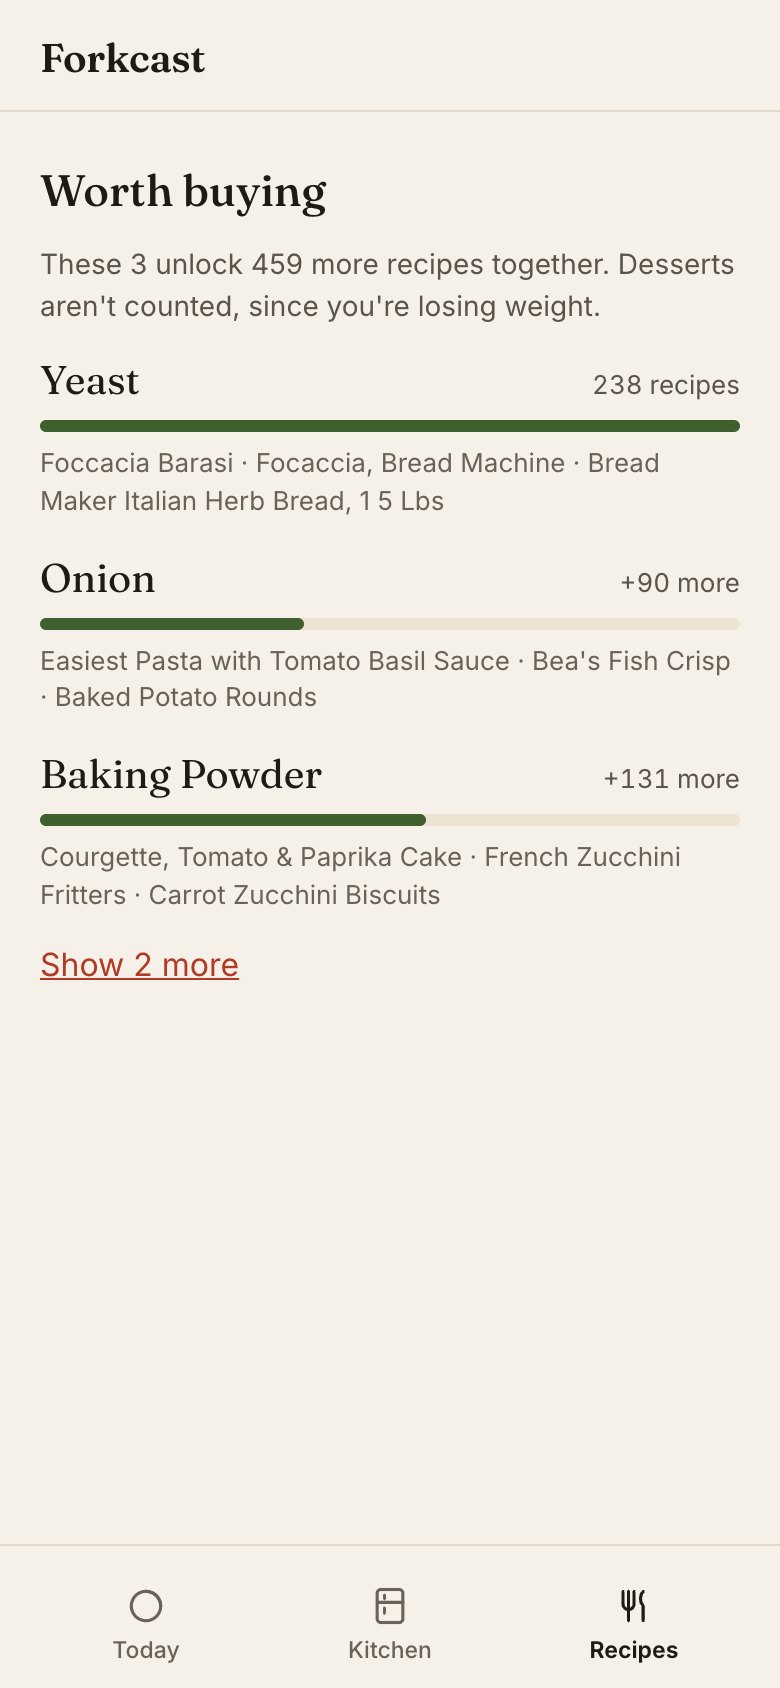 Forkcast
Worth buying
These 3 unlock 459 more recipes together. Desserts
aren't counted, since you're losing weight.
Yeast
238 recipes
Foccacia Barasi · Focaccia, Bread Machine · Bread
Maker Italian Herb Bread, 1 5 Lbs
Onion
+90 more
Easiest Pasta with Tomato Basil Sauce · Bea's Fish Crisp
· Baked Potato Rounds
Baking Powder
+131 more
Courgette, Tomato & Paprika Cake · French Zucchini
Fritters · Carrot Zucchini Biscuits
Show 2 more
Today
Kitchen
Recipes